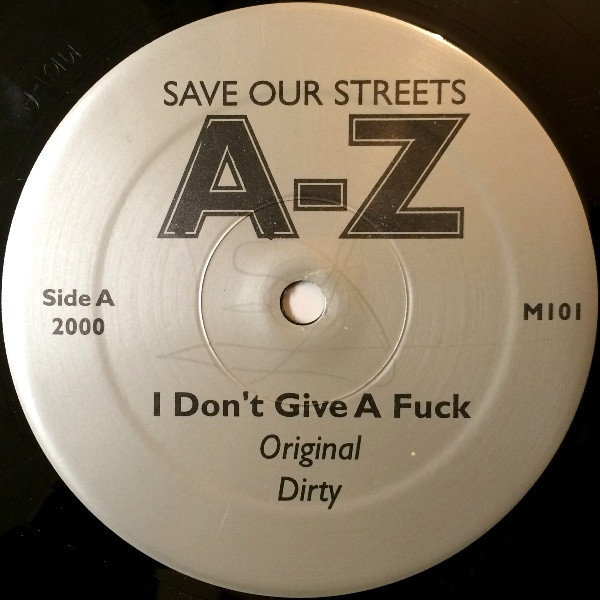 SAVE OUR STREETS
A-Z
Side A
2000
M101
I Don't Give A Fuck
Original
Dirty